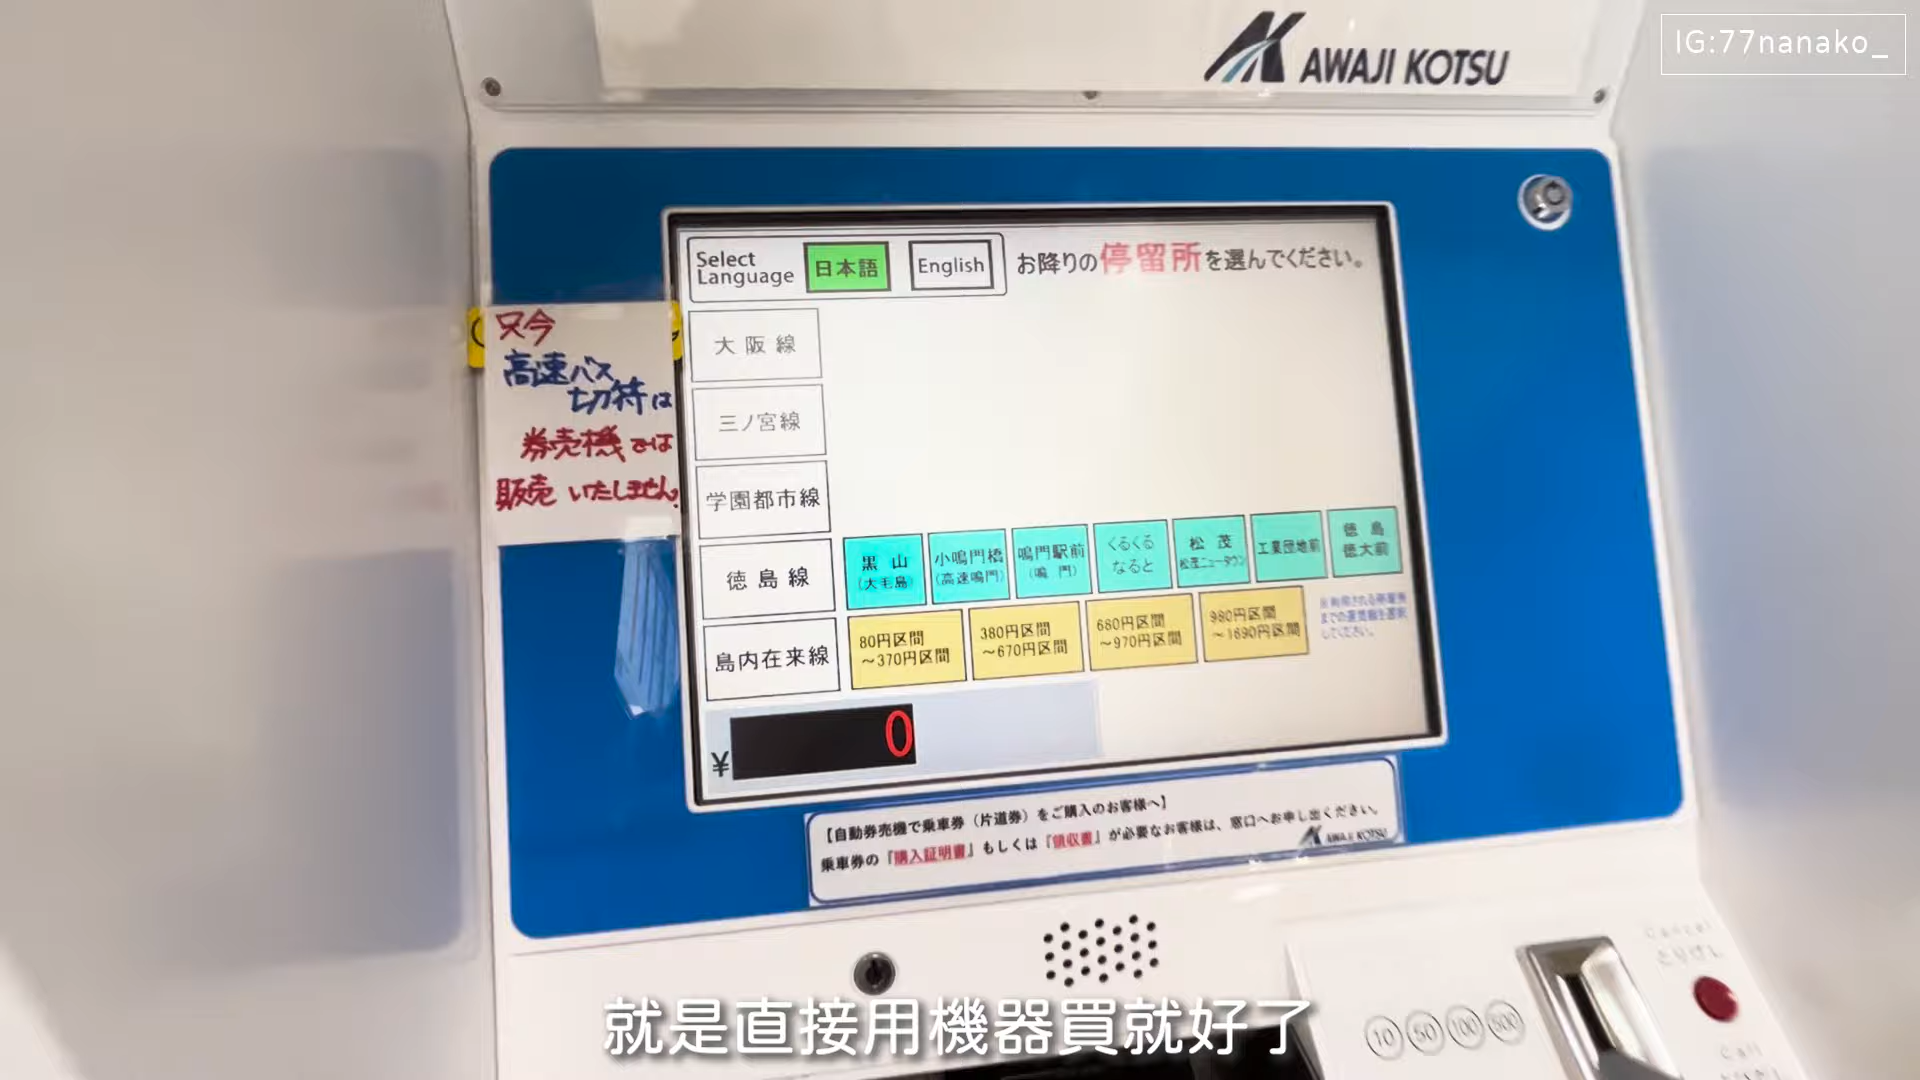 IG:77nanako_
AWAJI KOTSU
Select Language
日本語
English
お降りの停留所を選んでください。
只今
高速バス
切符は
券売機では
販売いたしません。
大阪線
三ノ宮線
学園都市線
徳島線
黒山
(大毛島)
小鳴門橋
(高速鳴門)
鳴門駅前
(鳴門)
くるくる
なると
松茂
松茂ニュータウン
工業団地前
徳島
徳大前
島内在来線
80円区間
～370円区間
380円区間
～670円区間
680円区間
～970円区間
980円区間
～1690円区間
¥ 0
【自動券売機で乗車券（片道券）をご購入のお客様へ】
乗車券の『購入証明書』もしくは『領収書』が必要なお客様は、窓口へお申し出ください。
AWAJI KOTSU
Cancel
とりけし
10 50 100 500
Call
就是直接用機器買就好了